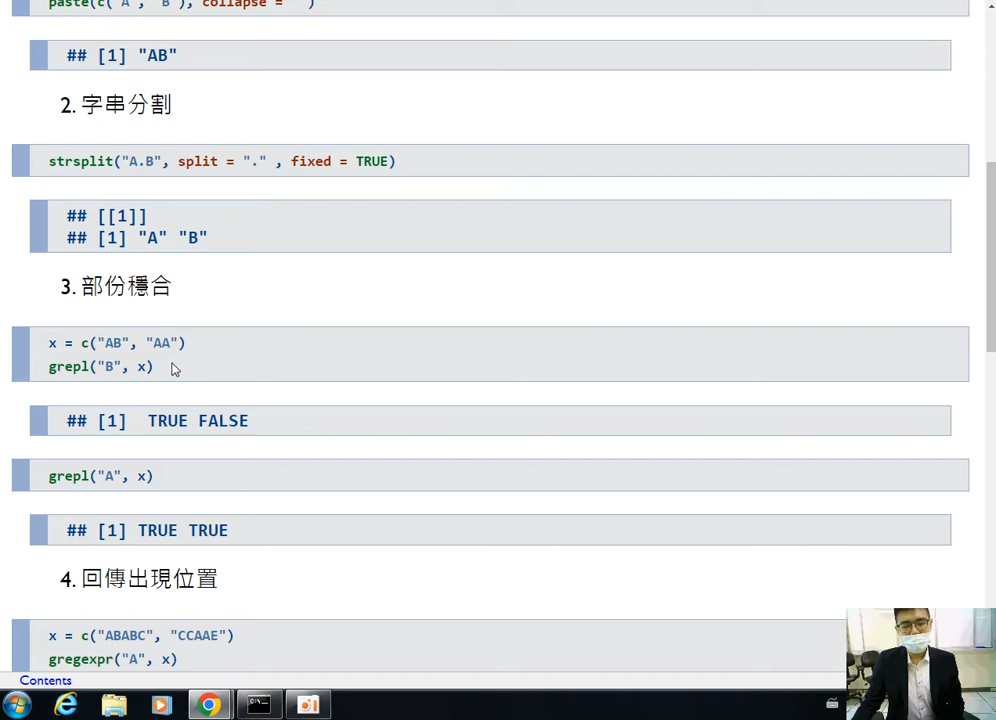 paste(c("A", "B"), collapse = "")
## [1] "AB"
2. 字串分割
strsplit("A.B", split = "." , fixed = TRUE)
## [[1]]
## [1] "A" "B"
3. 部份穩合
x = c("AB", "AA")
grepl("B", x)
## [1]  TRUE FALSE
grepl("A", x)
## [1] TRUE TRUE
4. 回傳出現位置
x = c("ABABC", "CCAAE")
gregexpr("A", x)
Contents